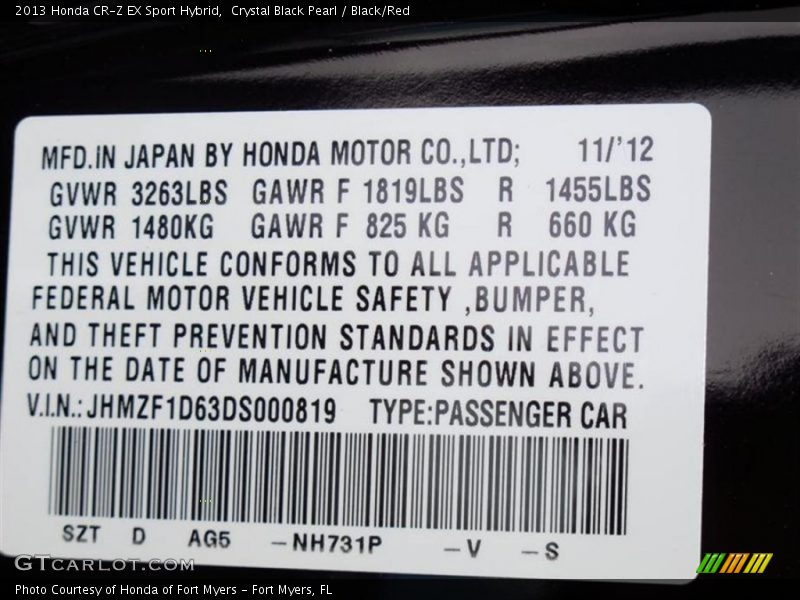 2013 Honda CR-Z EX Sport Hybrid,  Crystal Black Pearl / Black/Red
MFD.IN JAPAN BY HONDA MOTOR CO.,LTD; 11/'12
GVWR 3263LBS GAWR F 1819LBS R 1455LBS
GVWR 1480KG GAWR F 825 KG R 660 KG
THIS VEHICLE CONFORMS TO ALL APPLICABLE
FEDERAL MOTOR VEHICLE SAFETY ,BUMPER,
AND THEFT PREVENTION STANDARDS IN EFFECT
ON THE DATE OF MANUFACTURE SHOWN ABOVE.
V.I.N.:JHMZF1D63DS000819 TYPE:PASSENGER CAR
SZT D AG5 -NH731P -V -S
GTCARLOT.COM
Photo Courtesy of Honda of Fort Myers - Fort Myers, FL